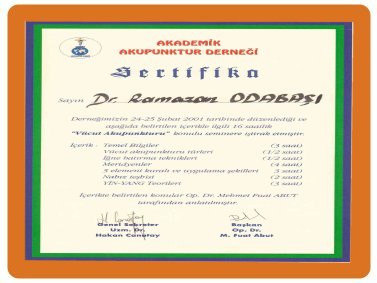 AKADEMİK
AKUPUNKTUR DERNEĞİ
Sertifika
Sayın Dr. Ramazan ODABAŞI
Derneğimizin 24-25 Şubat 2001 tarihinde düzenlediği ve
aşağıda belirtilen içerikle ilgili 16 saatlik
"Vücut Akupunkturu" konulu seminere iştirak etmiştir.
İçerik : Temel Bilgiler (3 saat)
Vücut akupunkturu türleri (1/2 saat)
İğne batırma teknikleri (1/2 saat)
Meridyenler (4 saat)
5 element kuralı ve uygulama şekilleri 3 saat)
Nabız teşhisi (2 saat)
YİN-YANG Teorileri (3 saat)
İçerikte belirtilen konular Op. Dr. Mehmet Fuat ABUT
tarafından anlatılmıştır.
Genel Sekreter Başkan
Uzm. Dr. Op. Dr.
Hakan Canatay M. Fuat Abut